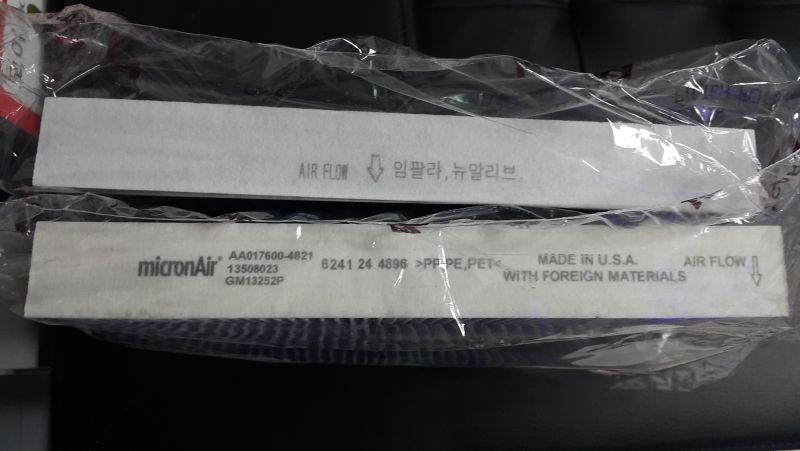 AIR FLOW ⇩ 임팔라, 뉴말리브
micronAir®
AA017600-4821
13508023
GM13252P
6241 24 4896 >PP,PE,PET<
MADE IN U.S.A.
WITH FOREIGN MATERIALS
AIR FLOW ⇩